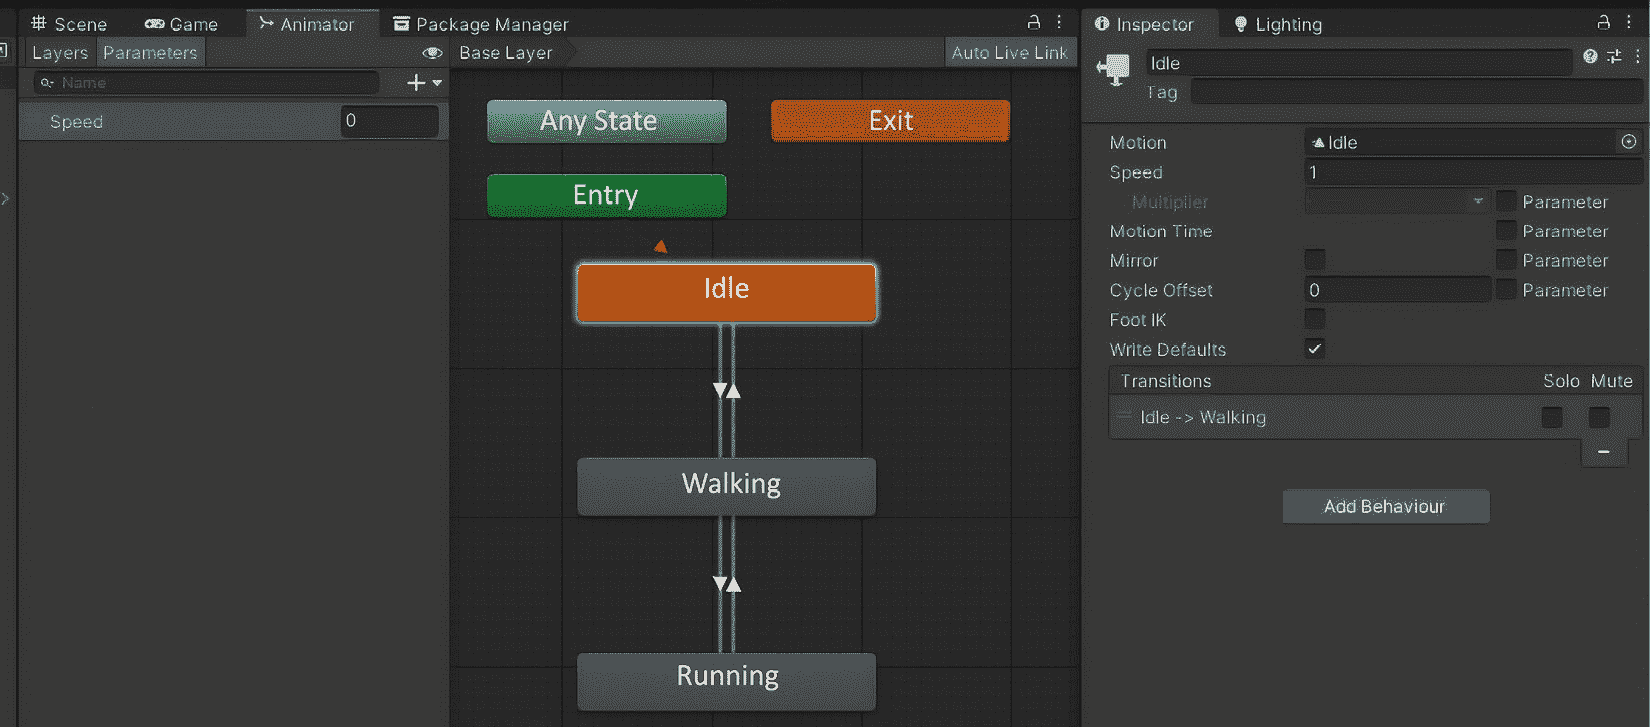 Scene Game Animator Package Manager
Layers Parameters Base Layer Auto Live Link
Name
Speed 0
Any State Exit
Entry
Idle
Walking
Running
Inspector Lighting
Idle
Tag
Motion Idle
Speed 1
Multiplier Parameter
Motion Time Parameter
Mirror Parameter
Cycle Offset 0 Parameter
Foot IK
Write Defaults
Transitions Solo Mute
Idle -> Walking
Add Behaviour